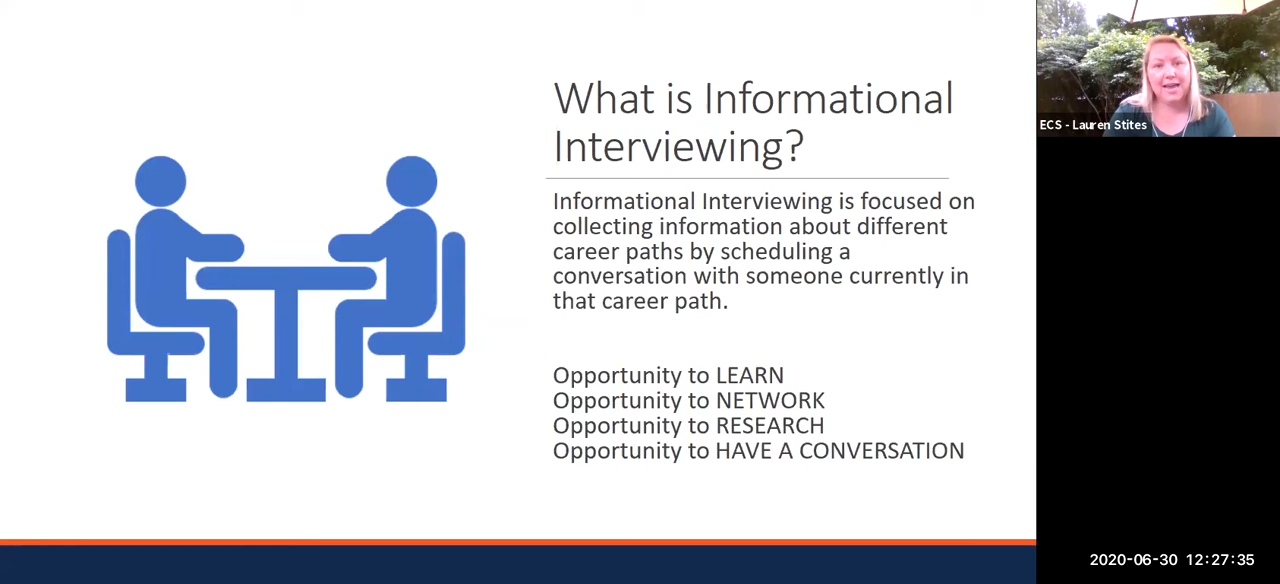 What is Informational
Interviewing?
Informational Interviewing is focused on
collecting information about different
career paths by scheduling a
conversation with someone currently in
that career path.
Opportunity to LEARN
Opportunity to NETWORK
Opportunity to RESEARCH
Opportunity to HAVE A CONVERSATION
ECS - Lauren Stites
2020-06-30 12:27:35